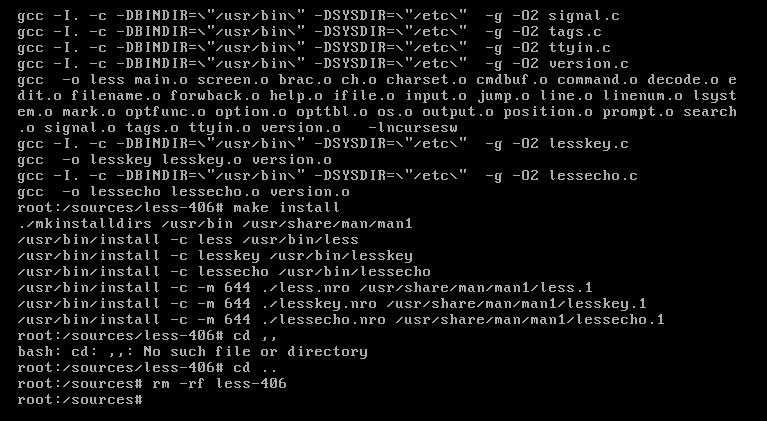 gcc -I. -c -DBINDIR=\"/usr/bin\" -DSYSDIR=\"/etc\"  -g -O2 signal.c
gcc -I. -c -DBINDIR=\"/usr/bin\" -DSYSDIR=\"/etc\"  -g -O2 tags.c
gcc -I. -c -DBINDIR=\"/usr/bin\" -DSYSDIR=\"/etc\"  -g -O2 ttyin.c
gcc -I. -c -DBINDIR=\"/usr/bin\" -DSYSDIR=\"/etc\"  -g -O2 version.c
gcc  -o less main.o screen.o brac.o ch.o charset.o cmdbuf.o command.o decode.o e
dit.o filename.o forwback.o help.o ifile.o input.o jump.o line.o linenum.o lsyst
em.o mark.o optfunc.o option.o opttbl.o os.o output.o position.o prompt.o search
.o signal.o tags.o ttyin.o version.o   -lncursesw
gcc -I. -c -DBINDIR=\"/usr/bin\" -DSYSDIR=\"/etc\"  -g -O2 lesskey.c
gcc  -o lesskey lesskey.o version.o
gcc -I. -c -DBINDIR=\"/usr/bin\" -DSYSDIR=\"/etc\"  -g -O2 lessecho.c
gcc  -o lessecho lessecho.o version.o
root:/sources/less-406# make install
./mkinstalldirs /usr/bin /usr/share/man/man1
/usr/bin/install -c less /usr/bin/less
/usr/bin/install -c lesskey /usr/bin/lesskey
/usr/bin/install -c lessecho /usr/bin/lessecho
/usr/bin/install -c -m 644 ./less.nro /usr/share/man/man1/less.1
/usr/bin/install -c -m 644 ./lesskey.nro /usr/share/man/man1/lesskey.1
/usr/bin/install -c -m 644 ./lessecho.nro /usr/share/man/man1/lessecho.1
root:/sources/less-406# cd ,,
bash: cd: ,,: No such file or directory
root:/sources/less-406# cd ..
root:/sources# rm -rf less-406
root:/sources#